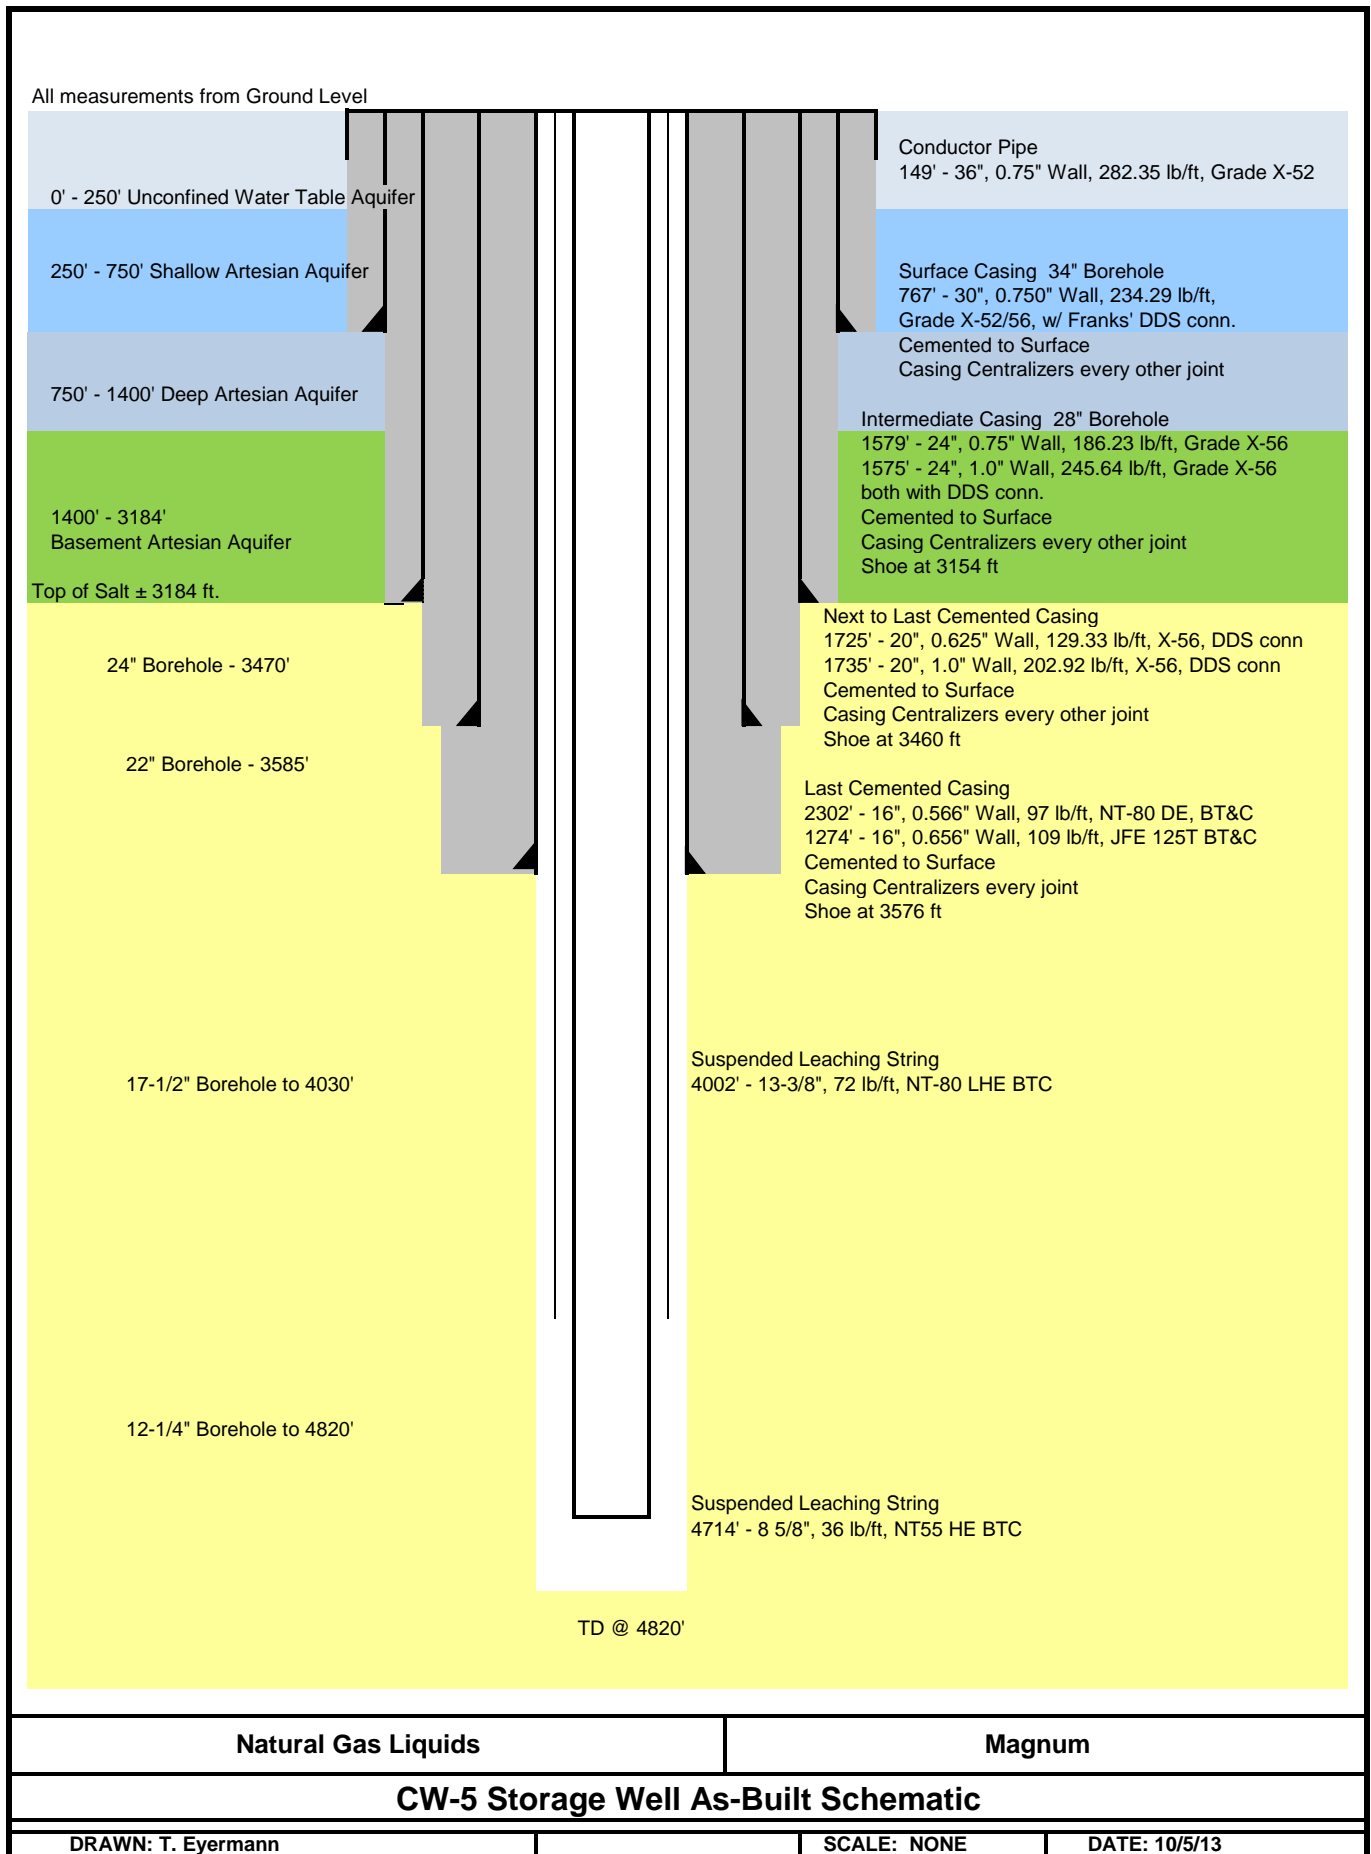 All measurements from Ground Level
Conductor Pipe
149' - 36", 0.75" Wall, 282.35 lb/ft, Grade X-52
0' - 250' Unconfined Water Table Aquifer
250' - 750' Shallow Artesian Aquifer
Surface Casing  34" Borehole
767' - 30", 0.750" Wall, 234.29 lb/ft,
Grade X-52/56, w/ Franks' DDS conn.
Cemented to Surface
Casing Centralizers every other joint
750' - 1400' Deep Artesian Aquifer
Intermediate Casing  28" Borehole
1579' - 24", 0.75" Wall, 186.23 lb/ft, Grade X-56
1575' - 24", 1.0" Wall, 245.64 lb/ft, Grade X-56
both with DDS conn.
Cemented to Surface
Casing Centralizers every other joint
Shoe at 3154 ft
1400' - 3184'
Basement Artesian Aquifer
Top of Salt ± 3184 ft.
Next to Last Cemented Casing
1725' - 20", 0.625" Wall, 129.33 lb/ft, X-56, DDS conn
1735' - 20", 1.0" Wall, 202.92 lb/ft, X-56, DDS conn
Cemented to Surface
Casing Centralizers every other joint
Shoe at 3460 ft
24" Borehole - 3470'
22" Borehole - 3585'
Last Cemented Casing
2302' - 16", 0.566" Wall, 97 lb/ft, NT-80 DE, BT&C
1274' - 16", 0.656" Wall, 109 lb/ft, JFE 125T BT&C
Cemented to Surface
Casing Centralizers every joint
Shoe at 3576 ft
17-1/2" Borehole to 4030'
Suspended Leaching String
4002' - 13-3/8", 72 lb/ft, NT-80 LHE BTC
12-1/4" Borehole to 4820'
Suspended Leaching String
4714' - 8 5/8", 36 lb/ft, NT55 HE BTC
TD @ 4820'
Natural Gas Liquids
Magnum
CW-5 Storage Well As-Built Schematic
DRAWN: T. Eyermann
SCALE:  NONE
DATE: 10/5/13